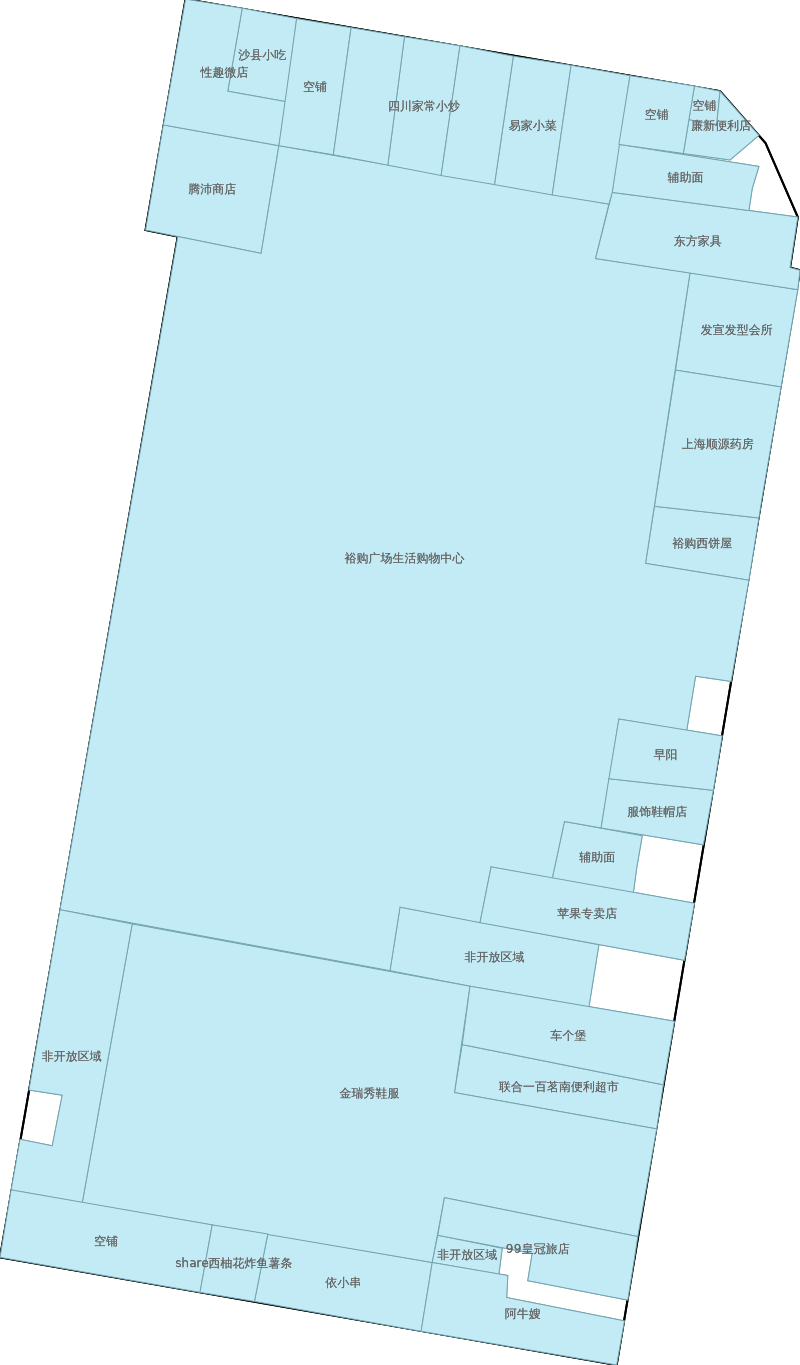 沙县小吃
性趣微店
空铺
四川家常小炒
易家小菜
空铺
空铺
廉新便利店
辅助面
腾沛商店
东方家具
发宣发型会所
上海顺源药房
裕购西饼屋
裕购广场生活购物中心
早阳
服饰鞋帽店
辅助面
苹果专卖店
非开放区域
车个堡
非开放区域
联合一百茗南便利超市
金瑞秀鞋服
空铺
99皇冠旅店
非开放区域
share西柚花炸鱼薯条
依小串
阿牛嫂